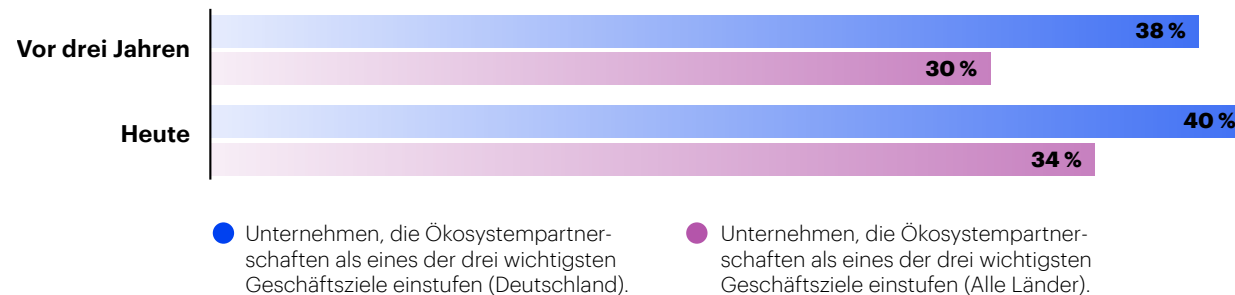 Vor drei Jahren
38 %
30 %
Heute
40 %
34 %
Unternehmen, die Ökosystempartner-
schaften als eines der drei wichtigsten
Geschäftsziele einstufen (Deutschland).
Unternehmen, die Ökosystempartner-
schaften als eines der drei wichtigsten
Geschäftsziele einstufen (Alle Länder).